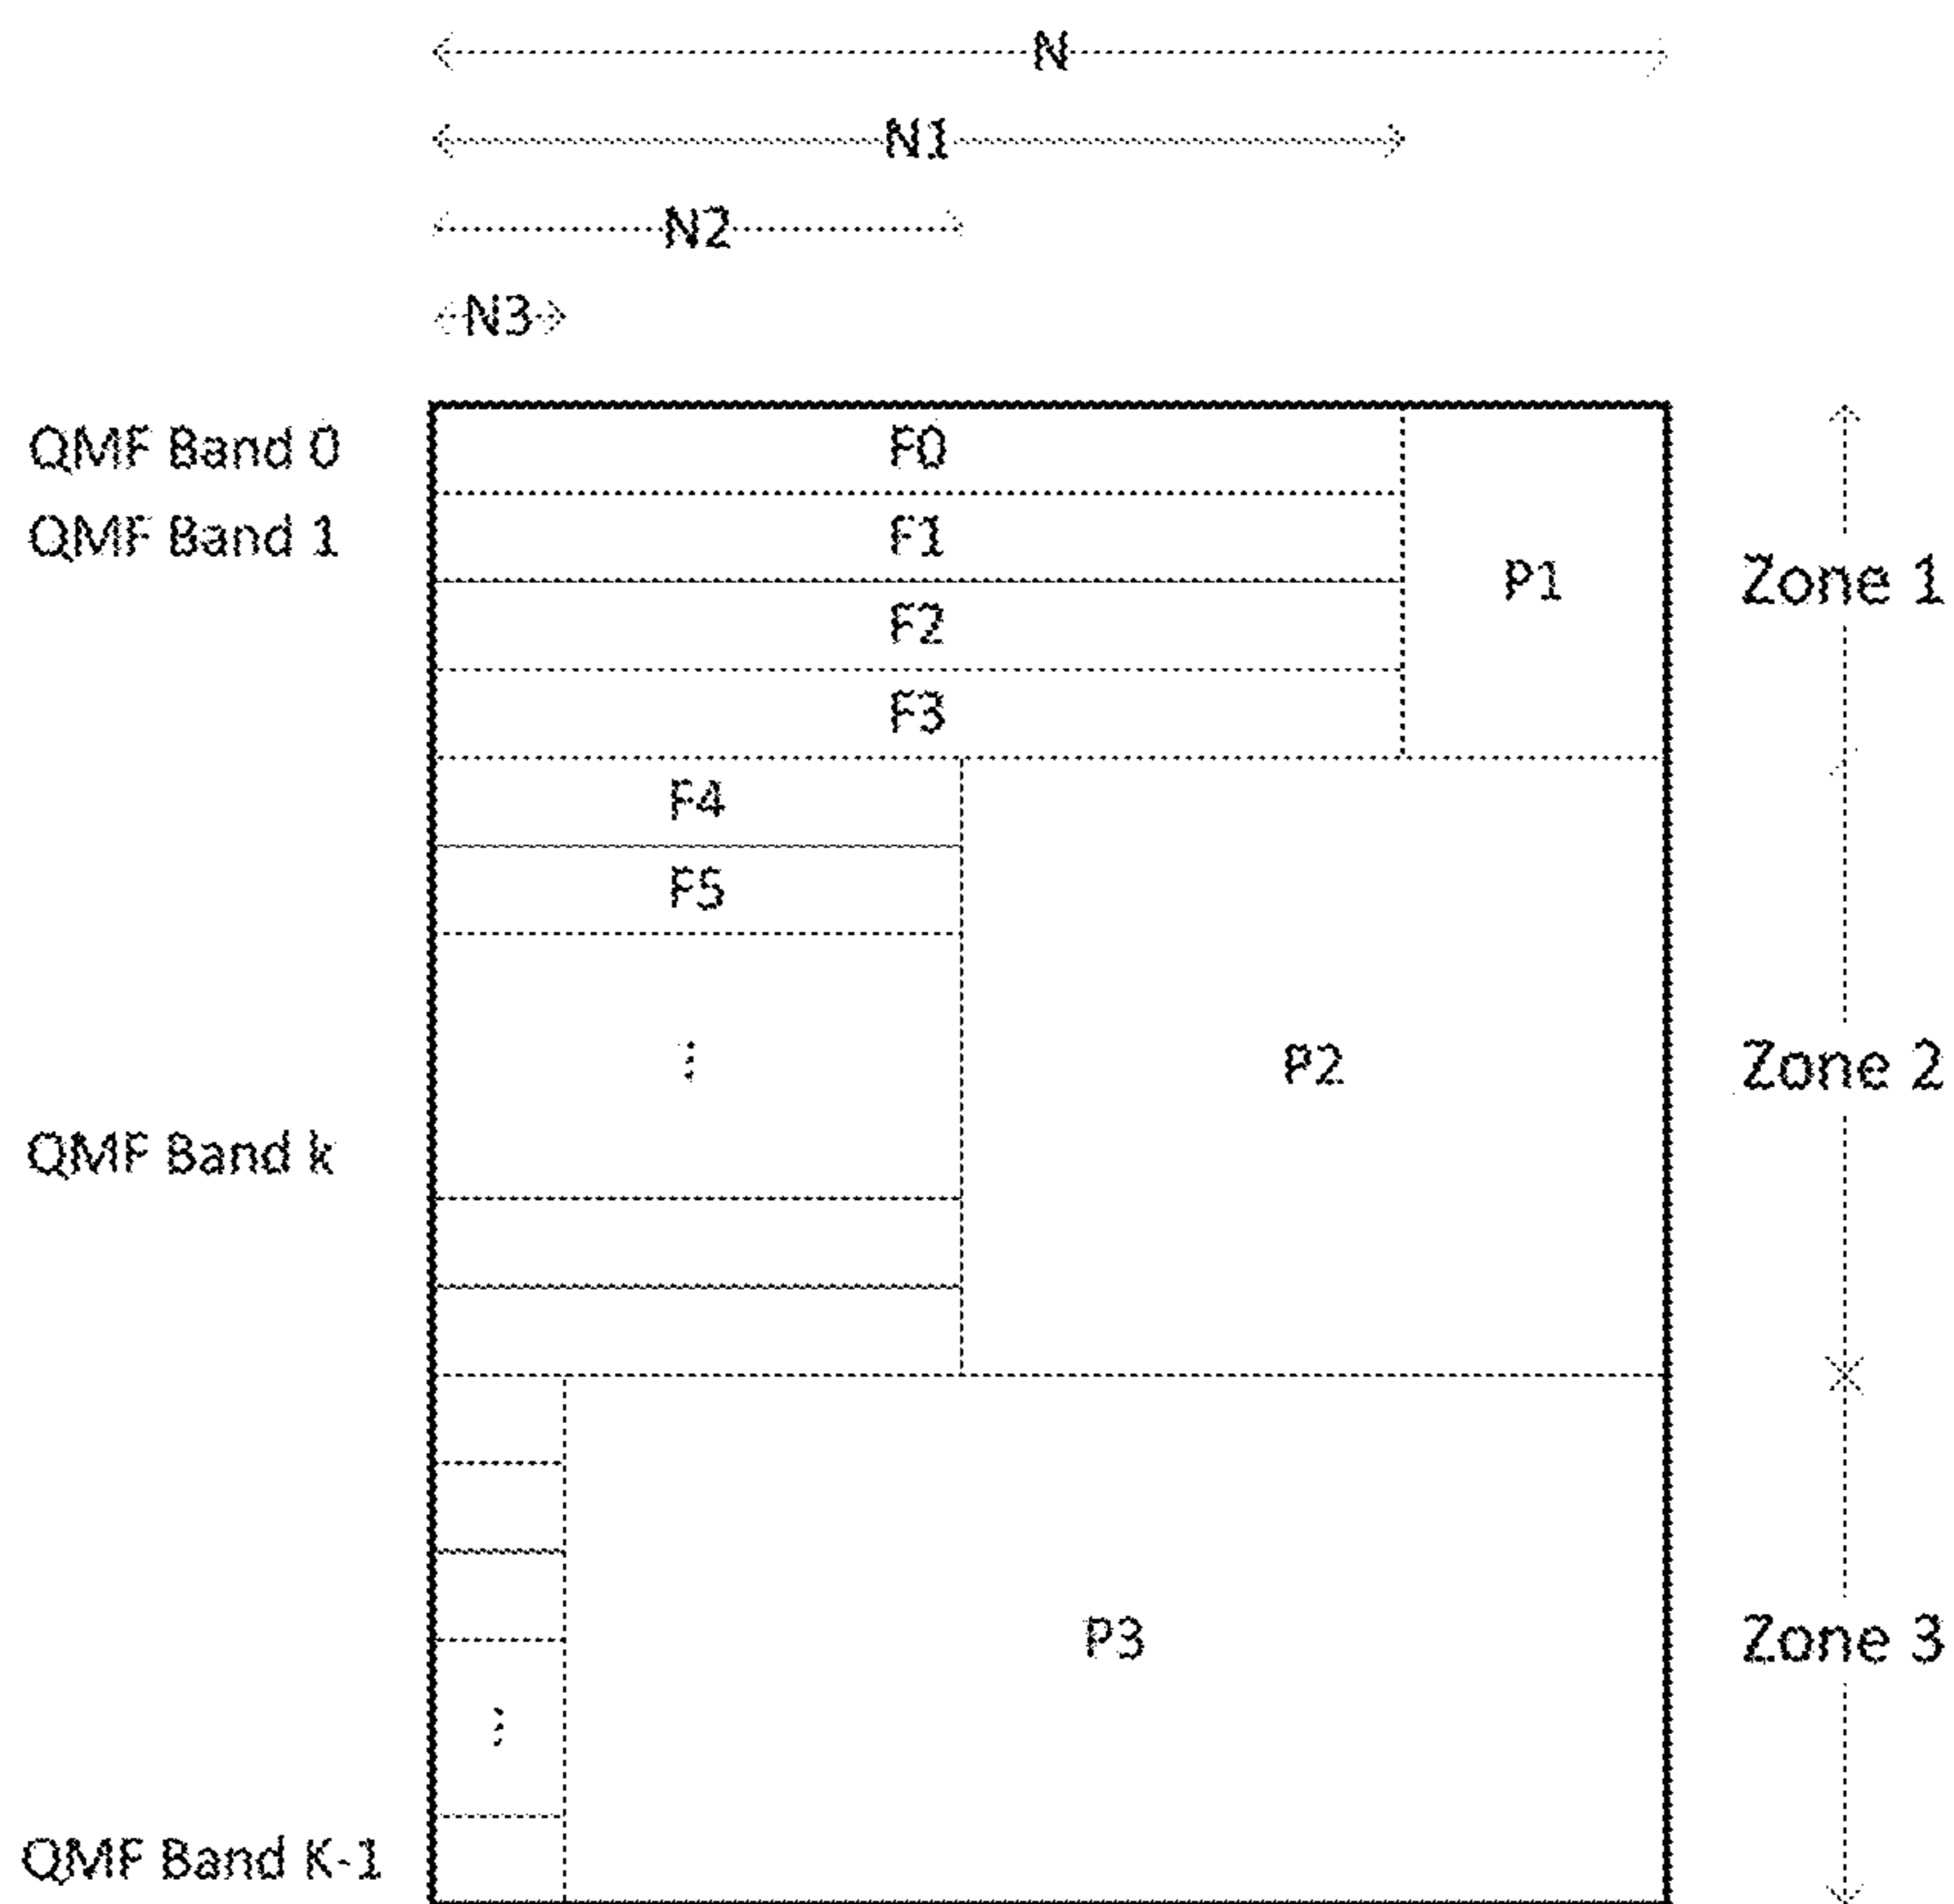 N
N1
N2
N3
QMF Band 0
F0
QMF Band 1
F1
P1
Zone 1
F2
F3
F4
F5
⋮
P2
Zone 2
QMF Band k
P3
Zone 3
⋮
QMF Band K-1